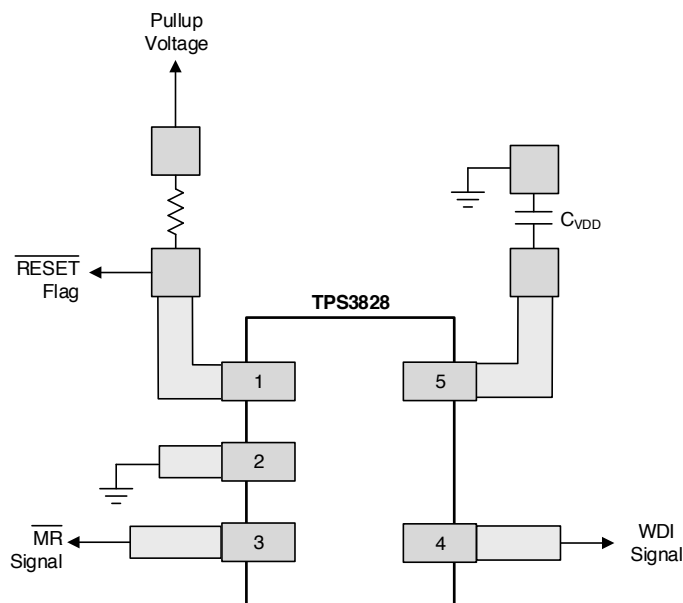 Pullup
Voltage
C_VDD
RESET
Flag
TPS3828
1
5
2
MR
Signal
3
4
WDI
Signal